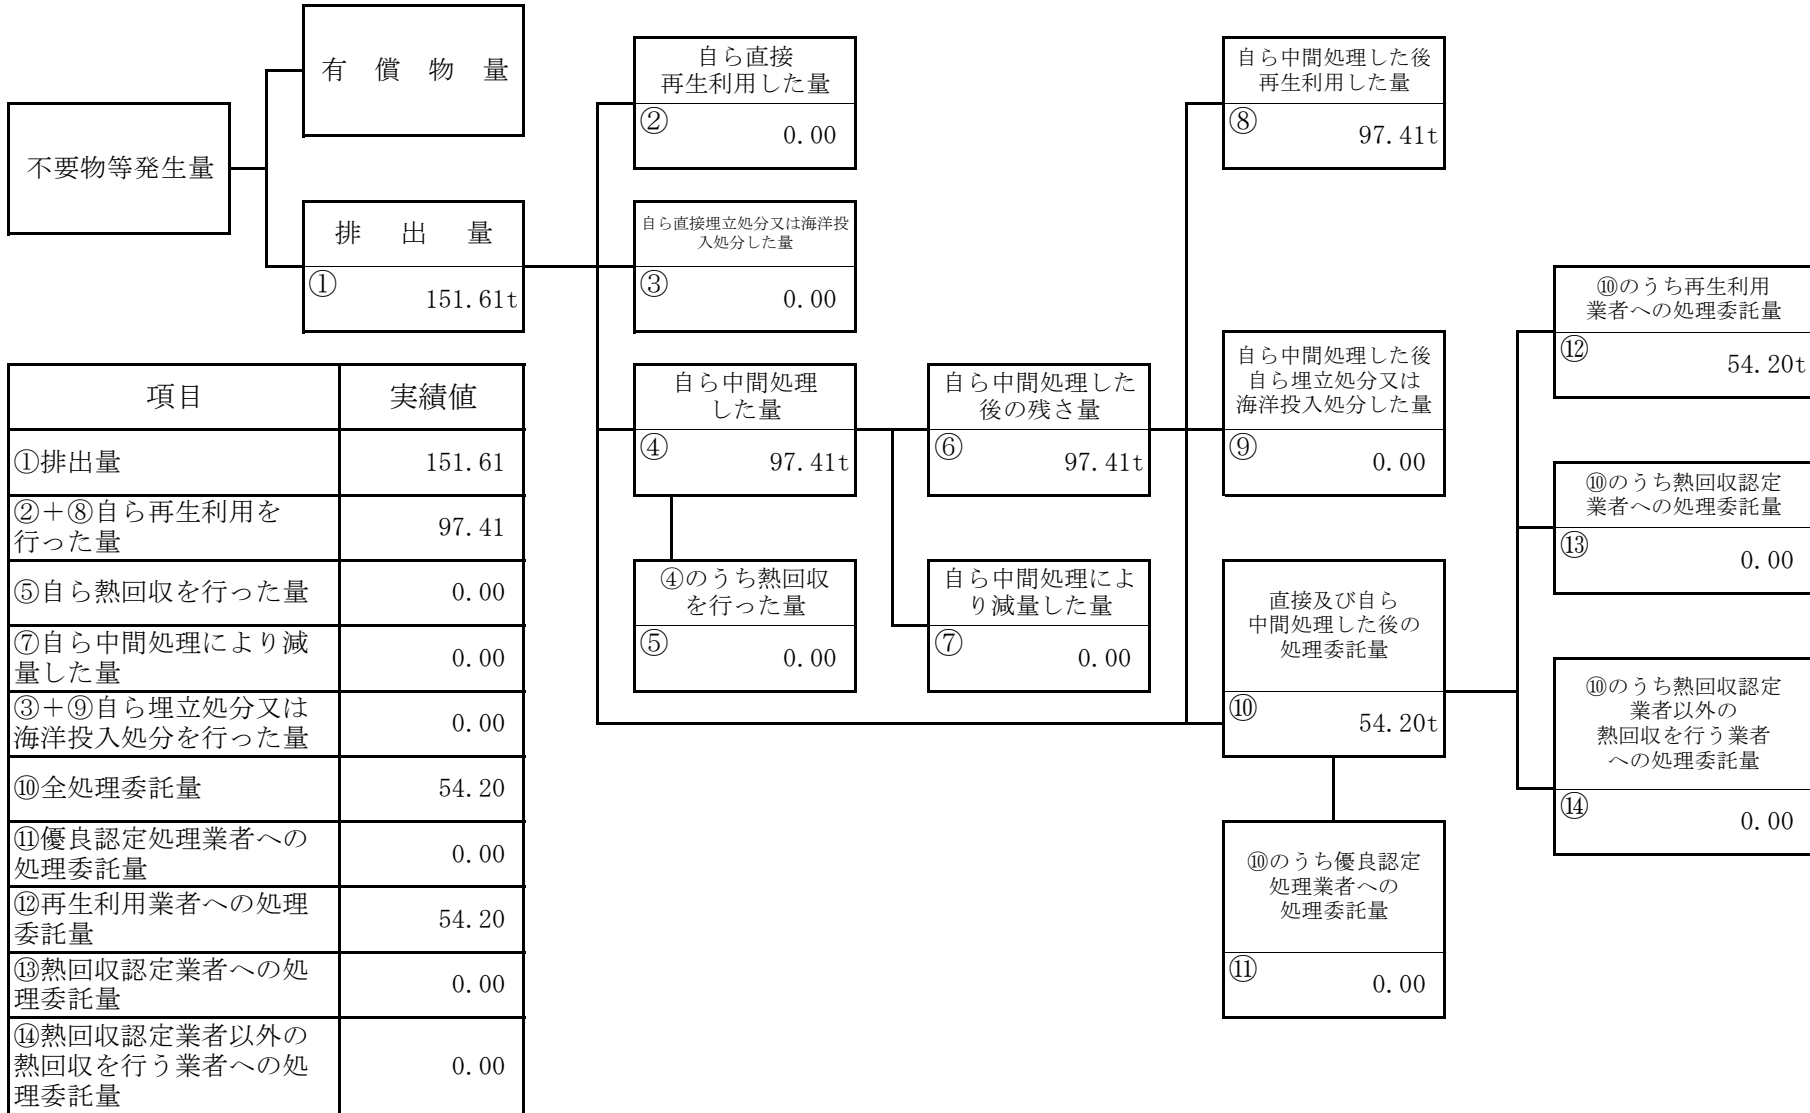 有償物量
不要物等発生量
排出量
①
151.61t
自ら直接
再生利用した量
②
0.00
自ら直接埋立処分又は海洋投
入処分した量
③
0.00
自ら中間処理
した量
④
97.41t
④のうち熱回収
を行った量
⑤
0.00
自ら中間処理した
後の残さ量
⑥
97.41t
自ら中間処理によ
り減量した量
⑦
0.00
自ら中間処理した後
再生利用した量
⑧
97.41t
自ら中間処理した後
自ら埋立処分又は
海洋投入処分した量
⑨
0.00
直接及び自ら
中間処理した後の
処理委託量
⑩
54.20t
⑩のうち優良認定
処理業者への
処理委託量
⑪
0.00
⑩のうち再生利用
業者への処理委託量
⑫
54.20t
⑩のうち熱回収認定
業者への処理委託量
⑬
0.00
⑩のうち熱回収認定
業者以外の
熱回収を行う業者
への処理委託量
⑭
0.00
項目 実績値
①排出量 151.61
②＋⑧自ら再生利用を
行った量 97.41
⑤自ら熱回収を行った量 0.00
⑦自ら中間処理により減
量した量 0.00
③＋⑨自ら埋立処分又は
海洋投入処分を行った量 0.00
⑩全処理委託量 54.20
⑪優良認定処理業者への
処理委託量 0.00
⑫再生利用業者への処理
委託量 54.20
⑬熱回収認定業者への処
理委託量 0.00
⑭熱回収認定業者以外の
熱回収を行う業者への処
理委託量 0.00